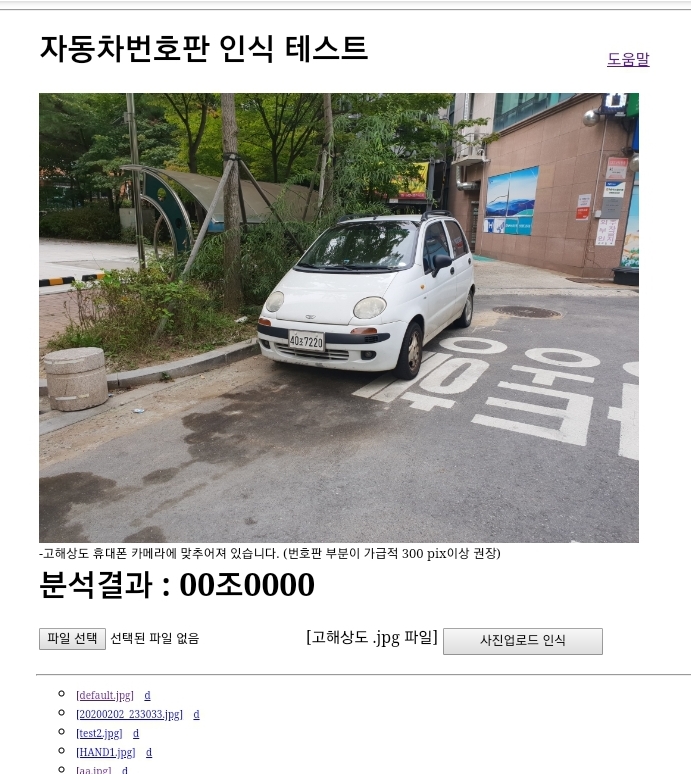 자동차번호판 인식 테스트
도움말
40조7220
-고해상도 휴대폰 카메라에 맞추어져 있습니다. (번호판 부분이 가급적 300 pix이상 권장)
분석결과 : 00조0000
파일 선택 선택된 파일 없음 [고해상도 .jpg 파일] 사진업로드 인식
[default.jpg] d
[20200202_233033.jpg] d
[test2.jpg] d
[HAND1.jpg] d
[aa.jpg] d